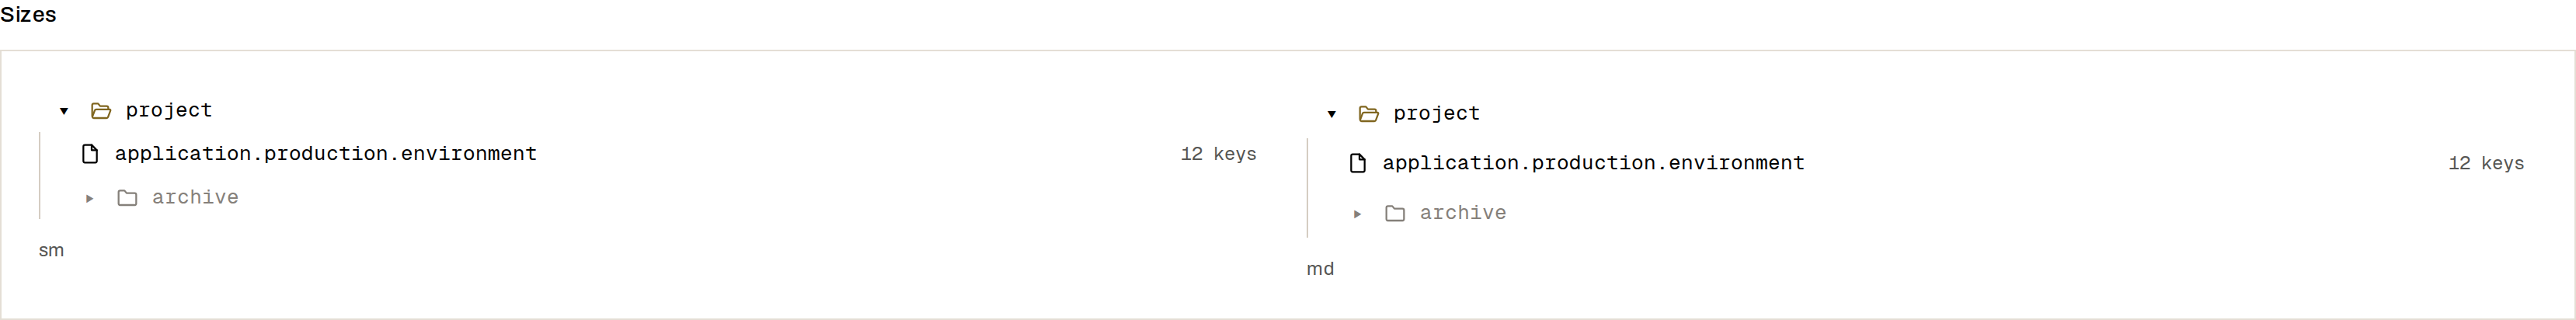 Sizes
project
application.production.environment 12 keys
archive
sm
project
application.production.environment 12 keys
archive
md